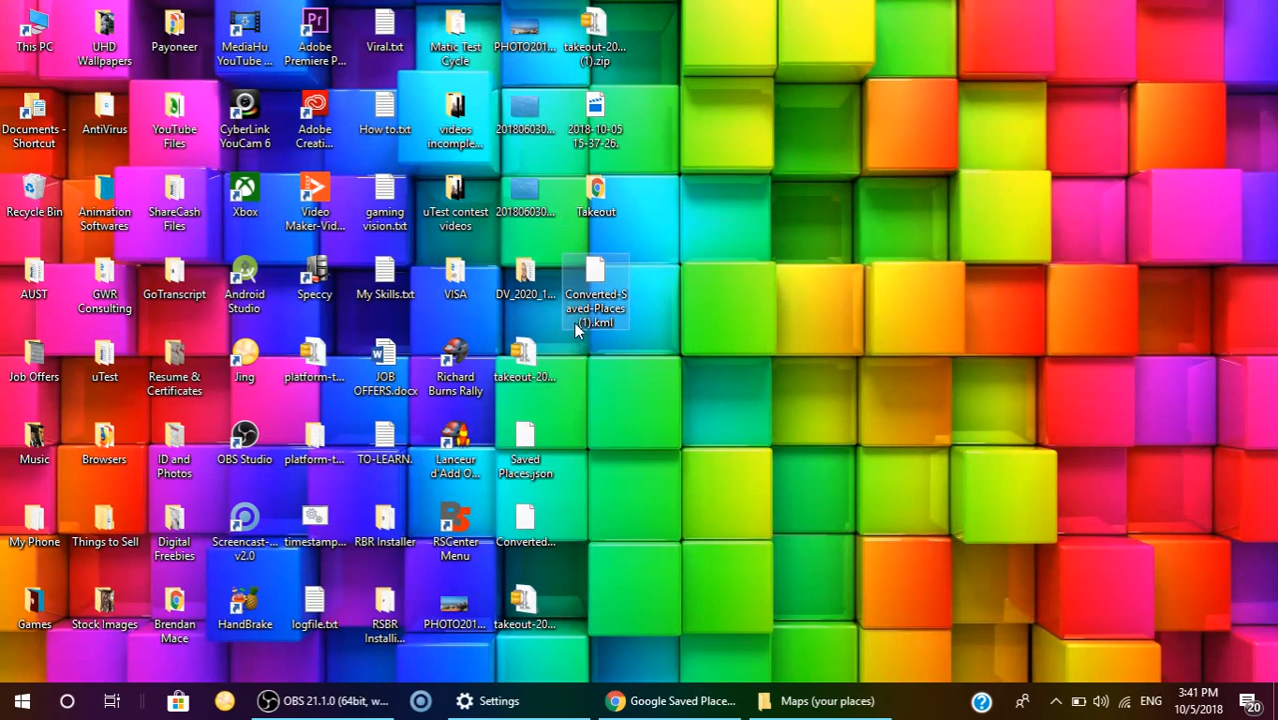 This PC
UHD
Wallpapers
Payoneer
MediaHu
YouTube ...
Adobe
Premiere P...
Viral.txt
Matic Test
Cycle
PHOTO201...
takeout-20...
(1).zip
Documents -
Shortcut
AntiVirus
YouTube
Files
CyberLink
YouCam 6
Adobe
Creati...
How to.txt
videos
incomple...
201806030...
2018-10-05
15-37-26.
Recycle Bin
Animation
Softwares
ShareCash
Files
Xbox
Video
Maker-Vid...
gaming
vision.txt
uTest contest
videos
201806030...
Takeout
AUST
GWR
Consulting
GoTranscript
Android
Studio
Speccy
My Skills.txt
VISA
DV_2020_1...
Converted-S
aved-Places
(1).kml
Job Offers
uTest
Resume &
Certificates
Jing
platform-t...
JOB
OFFERS.docx
Richard
Burns Rally
takeout-20...
Music
Browsers
ID and
Photos
OBS Studio
platform-t...
TO-LEARN.
Lanceur
d'Add O...
Saved
Places.json
My Phone
Things to Sell
Digital
Freebies
Screencast-...
v2.0
timestamp...
RBR Installer
RSCenter
Menu
Converted...
Games
Stock Images
Brendan
Mace
HandBrake
logfile.txt
RSBR
Installi...
PHOTO201...
takeout-20...
OBS 21.1.0 (64bit, w...
Settings
Google Saved Place...
Maps (your places)
ENG
3:41 PM
10/5/2018
20